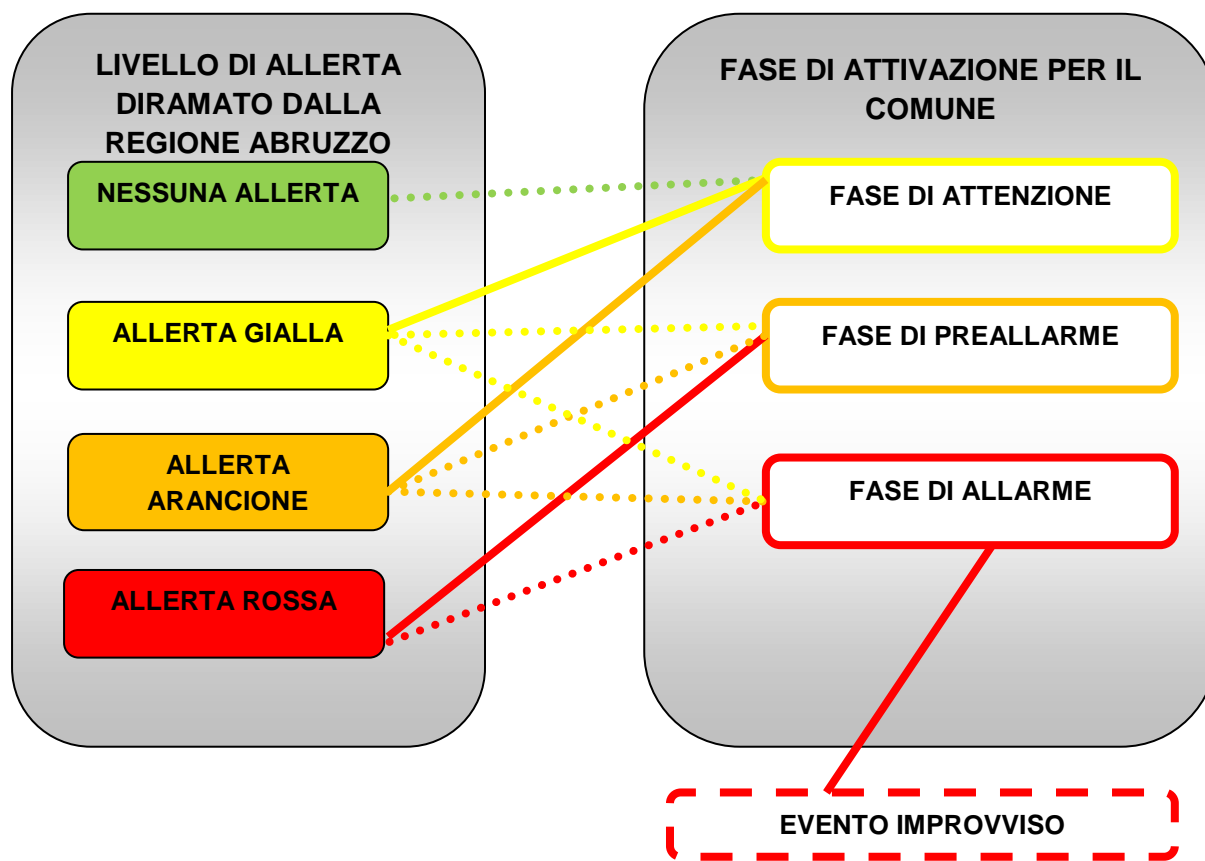 LIVELLO DI ALLERTA
DIRAMATO DALLA
REGIONE ABRUZZO
NESSUNA ALLERTA
ALLERTA GIALLA
ALLERTA
ARANCIONE
ALLERTA ROSSA
FASE DI ATTIVAZIONE PER IL
COMUNE
FASE DI ATTENZIONE
FASE DI PREALLARME
FASE DI ALLARME
EVENTO IMPROVVISO